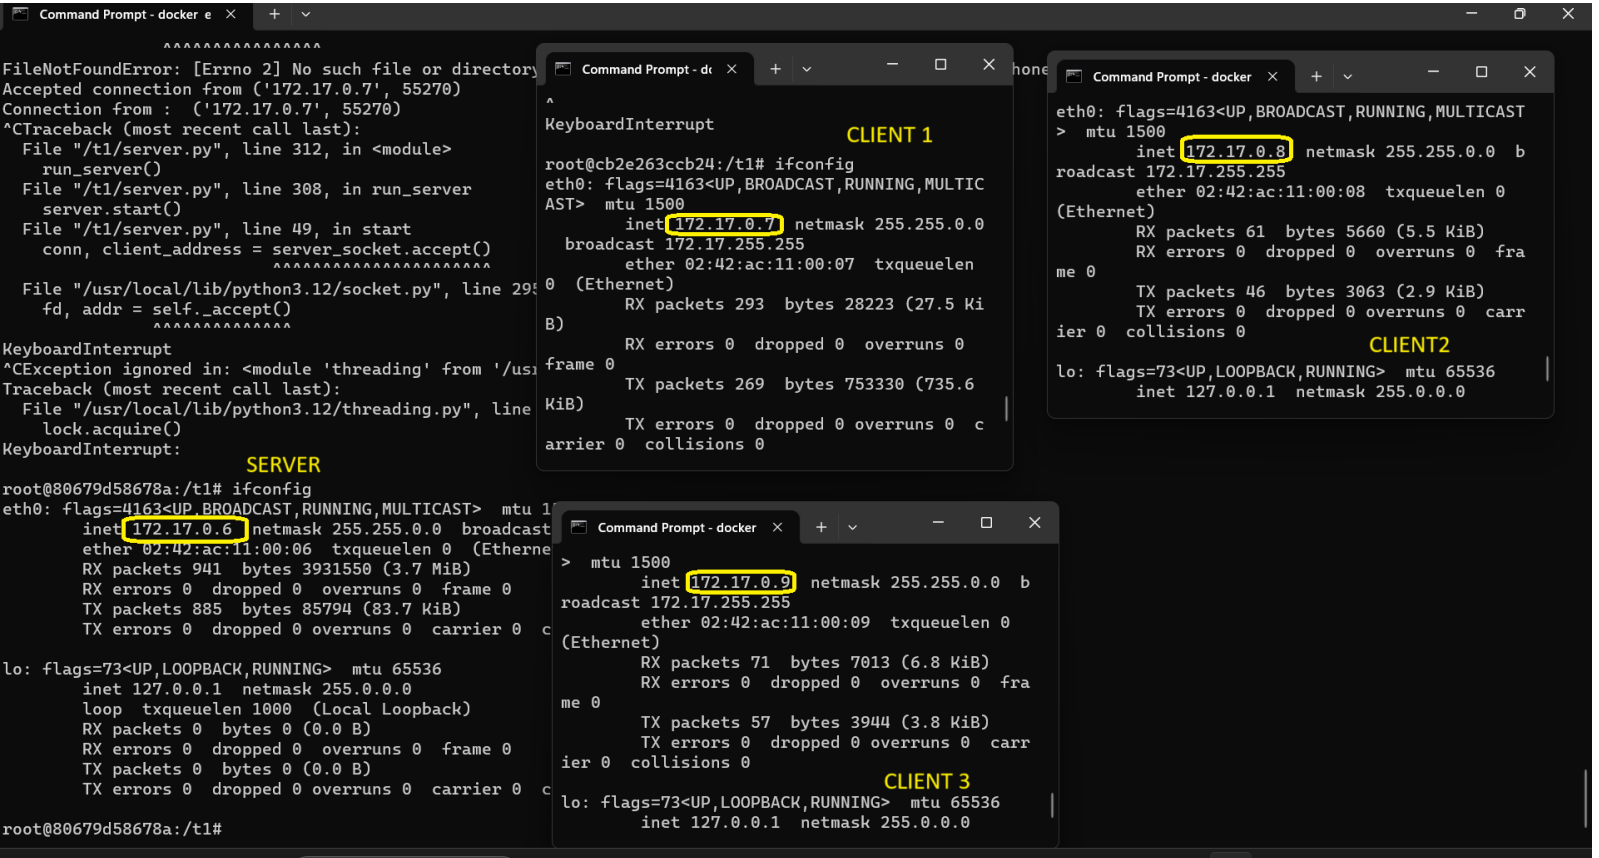 Command Prompt - docker e
^^^^^^^^^^^^^^^^
FileNotFoundError: [Errno 2] No such file or directory
Accepted connection from ('172.17.0.7', 55270)
Connection from :  ('172.17.0.7', 55270)
^CTraceback (most recent call last):
  File "/t1/server.py", line 312, in <module>
    run_server()
  File "/t1/server.py", line 308, in run_server
    server.start()
  File "/t1/server.py", line 49, in start
    conn, client_address = server_socket.accept()
                           ^^^^^^^^^^^^^^^^^^^^^^
  File "/usr/local/lib/python3.12/socket.py", line 295
    fd, addr = self._accept()
               ^^^^^^^^^^^^^^
KeyboardInterrupt
^CException ignored in: <module 'threading' from '/usr
Traceback (most recent call last):
  File "/usr/local/lib/python3.12/threading.py", line
    lock.acquire()
KeyboardInterrupt:
SERVER
root@80679d58678a:/t1# ifconfig
eth0: flags=4163<UP,BROADCAST,RUNNING,MULTICAST>  mtu 1
        inet 172.17.0.6  netmask 255.255.0.0  broadcast
        ether 02:42:ac:11:00:06  txqueuelen 0  (Etherne
        RX packets 941  bytes 3931550 (3.7 MiB)
        RX errors 0  dropped 0  overruns 0  frame 0
        TX packets 885  bytes 85794 (83.7 KiB)
        TX errors 0  dropped 0 overruns 0  carrier 0  c
lo: flags=73<UP,LOOPBACK,RUNNING>  mtu 65536
        inet 127.0.0.1  netmask 255.0.0.0
        loop  txqueuelen 1000  (Local Loopback)
        RX packets 0  bytes 0 (0.0 B)
        RX errors 0  dropped 0  overruns 0  frame 0
        TX packets 0  bytes 0 (0.0 B)
        TX errors 0  dropped 0 overruns 0  carrier 0  c
root@80679d58678a:/t1#
Command Prompt - dc
^
KeyboardInterrupt
CLIENT 1
root@cb2e263ccb24:/t1# ifconfig
eth0: flags=4163<UP,BROADCAST,RUNNING,MULTIC
AST>  mtu 1500
        inet 172.17.0.7  netmask 255.255.0.0
  broadcast 172.17.255.255
        ether 02:42:ac:11:00:07  txqueuelen
0  (Ethernet)
        RX packets 293  bytes 28223 (27.5 Ki
B)
        RX errors 0  dropped 0  overruns 0
frame 0
        TX packets 269  bytes 753330 (735.6
KiB)
        TX errors 0  dropped 0 overruns 0  c
arrier 0  collisions 0
hone
Command Prompt - docker
eth0: flags=4163<UP,BROADCAST,RUNNING,MULTICAST
>  mtu 1500
        inet 172.17.0.8  netmask 255.255.0.0  b
roadcast 172.17.255.255
        ether 02:42:ac:11:00:08  txqueuelen 0
(Ethernet)
        RX packets 61  bytes 5660 (5.5 KiB)
        RX errors 0  dropped 0  overruns 0  fra
me 0
        TX packets 46  bytes 3063 (2.9 KiB)
        TX errors 0  dropped 0 overruns 0  carr
ier 0  collisions 0
CLIENT2
lo: flags=73<UP,LOOPBACK,RUNNING>  mtu 65536
        inet 127.0.0.1  netmask 255.0.0.0
Command Prompt - docker
>  mtu 1500
        inet 172.17.0.9  netmask 255.255.0.0  b
roadcast 172.17.255.255
        ether 02:42:ac:11:00:09  txqueuelen 0
(Ethernet)
        RX packets 71  bytes 7013 (6.8 KiB)
        RX errors 0  dropped 0  overruns 0  fra
me 0
        TX packets 57  bytes 3944 (3.8 KiB)
        TX errors 0  dropped 0 overruns 0  carr
ier 0  collisions 0
CLIENT 3
lo: flags=73<UP,LOOPBACK,RUNNING>  mtu 65536
        inet 127.0.0.1  netmask 255.0.0.0